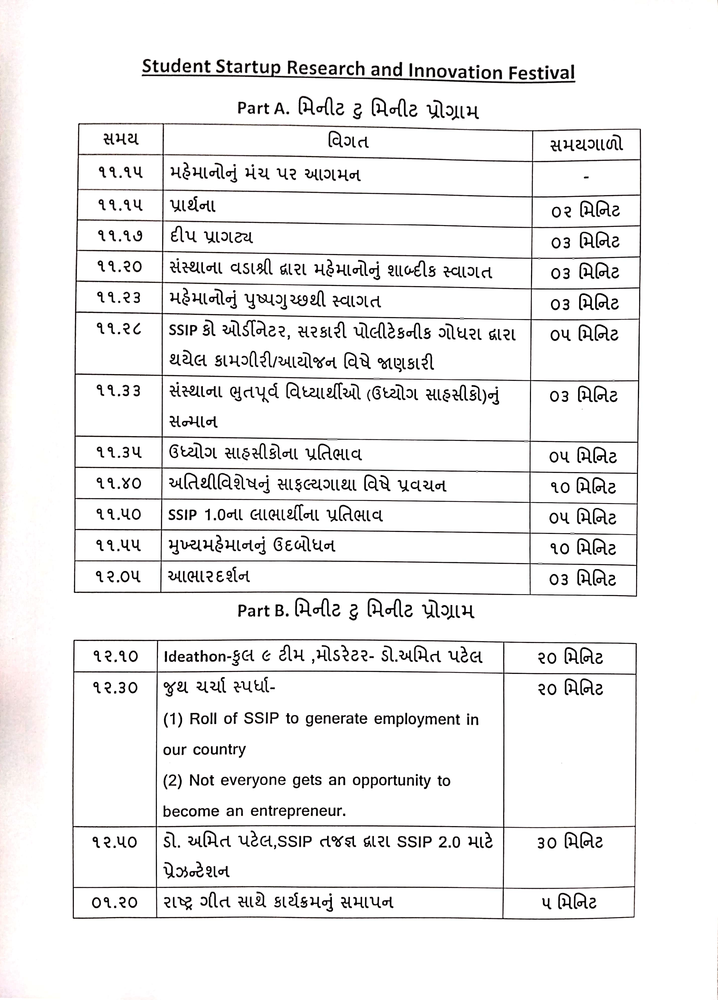 Student Startup Research and Innovation Festival
Part A. મિનીટ ટુ મિનીટ પ્રોગ્રામ
સમય વિગત સમયગાળો
૧૧.૧૫ મહેમાનોનું મંચ પર આગમન -
૧૧.૧૫ પ્રાર્થના ૦૨ મિનિટ
૧૧.૧૭ દીપ પ્રાગટ્ય ૦૩ મિનિટ
૧૧.૨૦ સંસ્થાના વડાશ્રી દ્વારા મહેમાનોનું શાબ્દીક સ્વાગત ૦૩ મિનિટ
૧૧.૨૩ મહેમાનોનું પુષ્પગુચ્છથી સ્વાગત ૦૩ મિનિટ
૧૧.૨૮ SSIP કો ઓર્ડીનેટર, સરકારી પોલીટેકનીક ગોધરા દ્વારા ૦૫ મિનિટ
થયેલ કામગીરી/આયોજન વિષે જાણકારી
૧૧.૩૩ સંસ્થાના ભુતપૂર્વ વિધ્યાર્થીઓ (ઉધ્યોગ સાહસીકો)નું ૦૩ મિનિટ
સન્માન
૧૧.૩૫ ઉધ્યોગ સાહસીકોના પ્રતિભાવ ૦૫ મિનિટ
૧૧.૪૦ અતિથીવિશેષનું સાફલ્યગાથા વિષે પ્રવચન ૧૦ મિનિટ
૧૧.૫૦ SSIP 1.0ના લાભાર્થીના પ્રતિભાવ ૦૫ મિનિટ
૧૧.૫૫ મુખ્યમહેમાનનું ઉદબોધન ૧૦ મિનિટ
૧૨.૦૫ આભારદર્શન ૦૩ મિનિટ
Part B. મિનીટ ટુ મિનીટ પ્રોગ્રામ
૧૨.૧૦ Ideathon-કુલ ૯ ટીમ ,મોડરેટર- ડો.અમિત પટેલ ૨૦ મિનિટ
૧૨.૩૦ જુથ ચર્ચા સ્પર્ધા- ૨૦ મિનિટ
(1) Roll of SSIP to generate employment in
our country
(2) Not everyone gets an opportunity to
become an entrepreneur.
૧૨.૫૦ ડો. અમિત પટેલ,SSIP તજજ્ઞ દ્વારા SSIP 2.0 માટે ૩૦ મિનિટ
પ્રેઝન્ટેશન
૦૧.૨૦ રાષ્ટ્ર ગીત સાથે કાર્યક્રમનું સમાપન ૫ મિનિટ